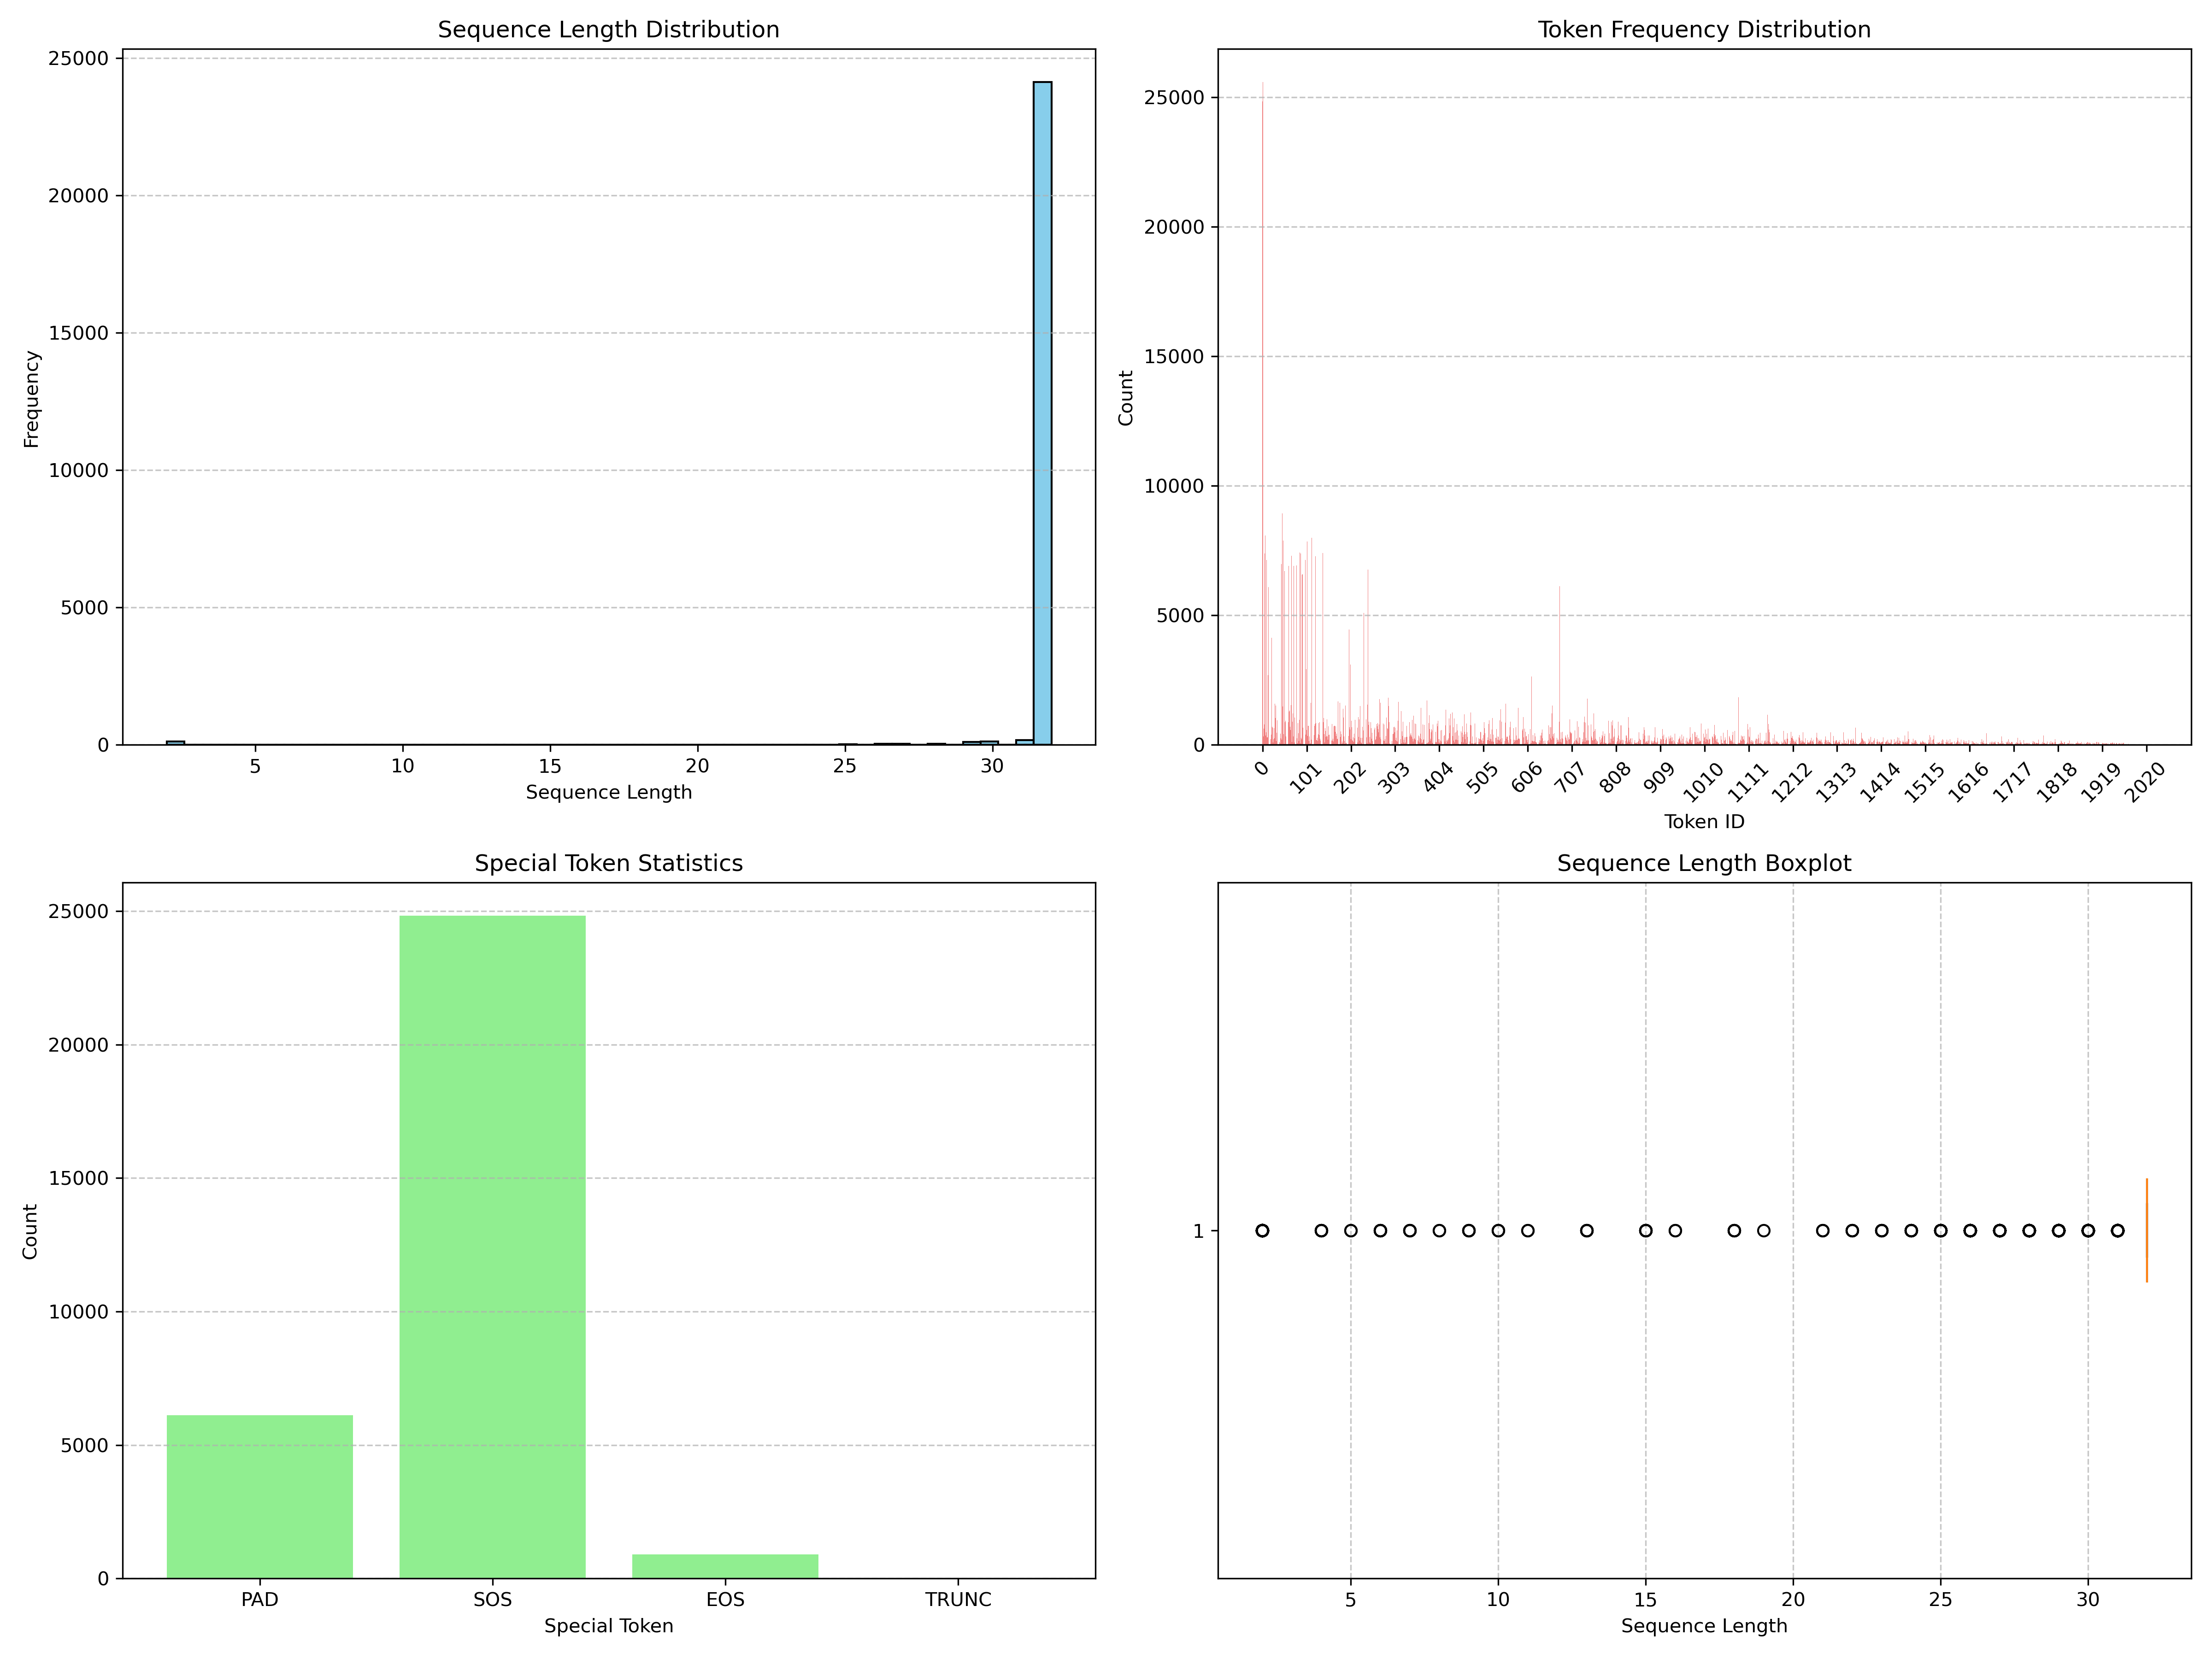 Sequence Length Distribution
25000
20000
15000
10000
5000
0
Frequency
5 10 15 20 25 30
Sequence Length
Token Frequency Distribution
25000
20000
15000
10000
5000
0
Count
0 101 202 303 404 505 606 707 808 909 1010 1111 1212 1313 1414 1515 1616 1717 1818 1919 2020
Token ID
Special Token Statistics
25000
20000
15000
10000
5000
0
Count
PAD SOS EOS TRUNC
Special Token
Sequence Length Boxplot
1
5 10 15 20 25 30
Sequence Length